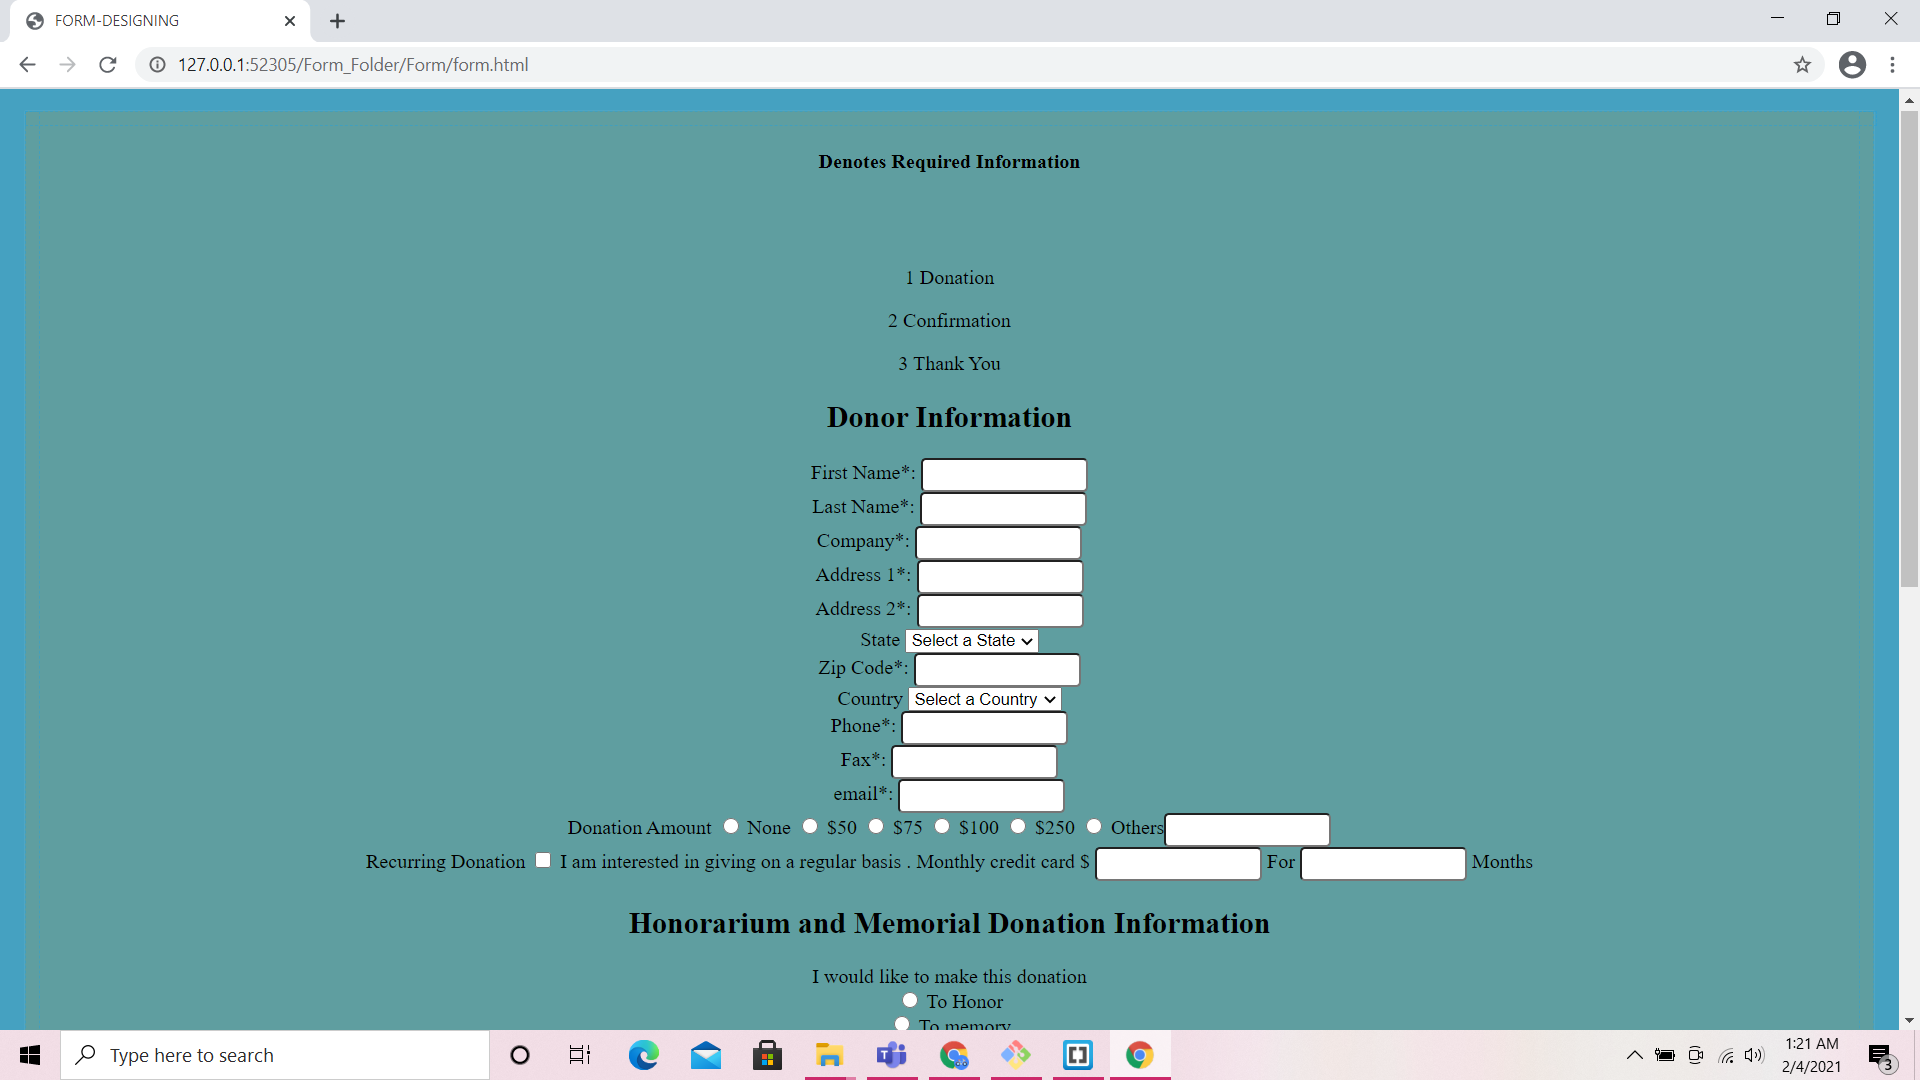 FORM-DESIGNING
127.0.0.1:52305/Form_Folder/Form/form.html
Denotes Required Information
1 Donation
2 Confirmation
3 Thank You
Donor Information
First Name*:
Last Name*:
Company*:
Address 1*:
Address 2*:
State Select a State
Zip Code*:
Country Select a Country
Phone*:
Fax*:
email*:
Donation Amount None $50 $75 $100 $250 Others
Recurring Donation I am interested in giving on a regular basis . Monthly credit card $ For Months
Honorarium and Memorial Donation Information
I would like to make this donation
To Honor
To memory
Type here to search
1:21 AM
2/4/2021
3